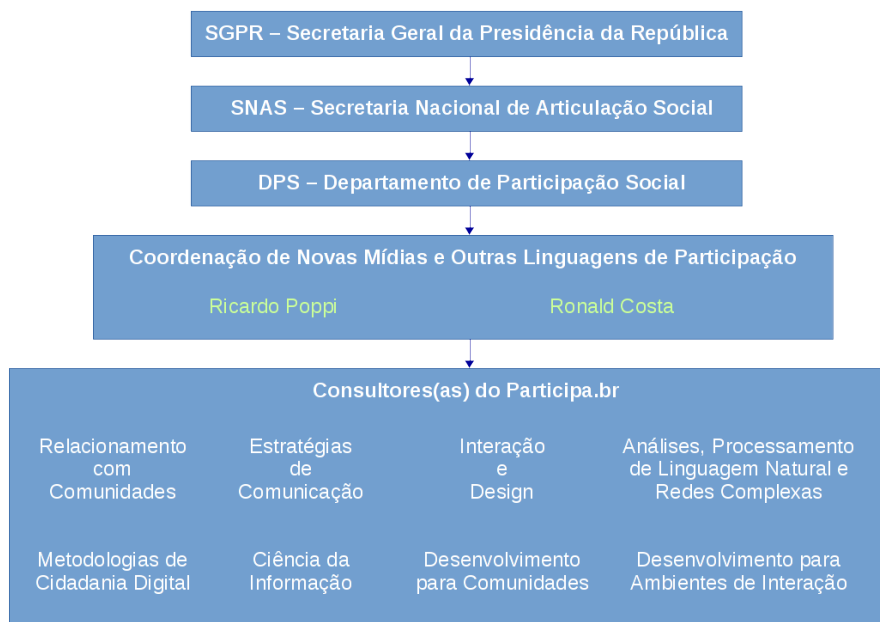 SGPR – Secretaria Geral da Presidência da República
SNAS – Secretaria Nacional de Articulação Social
DPS – Departamento de Participação Social
Coordenação de Novas Mídias e Outras Linguagens de Participação
Ricardo Poppi
Ronald Costa
Consultores(as) do Participa.br
Relacionamento
com
Comunidades
Estratégias
de
Comunicação
Interação
e
Design
Análises, Processamento
de Linguagem Natural e
Redes Complexas
Metodologias de
Cidadania Digital
Ciência da
Informação
Desenvolvimento
para Comunidades
Desenvolvimento para
Ambientes de Interação